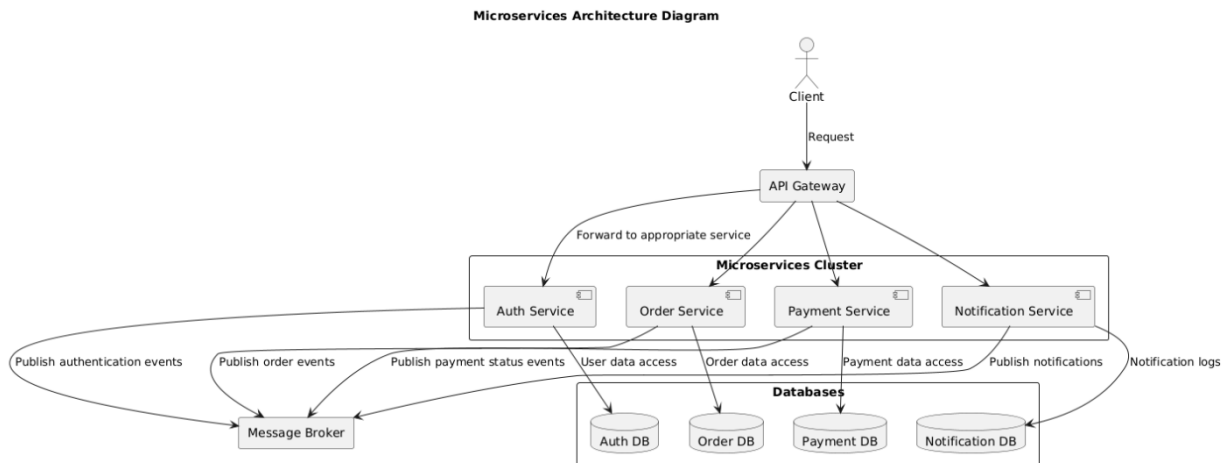 Microservices Architecture Diagram
Client
Request
API Gateway
Forward to appropriate service
Microservices Cluster
Auth Service
Order Service
Payment Service
Notification Service
Publish authentication events
Publish order events
Publish payment status events
User data access
Order data access
Payment data access
Publish notifications
Notification logs
Databases
Message Broker
Auth DB
Order DB
Payment DB
Notification DB